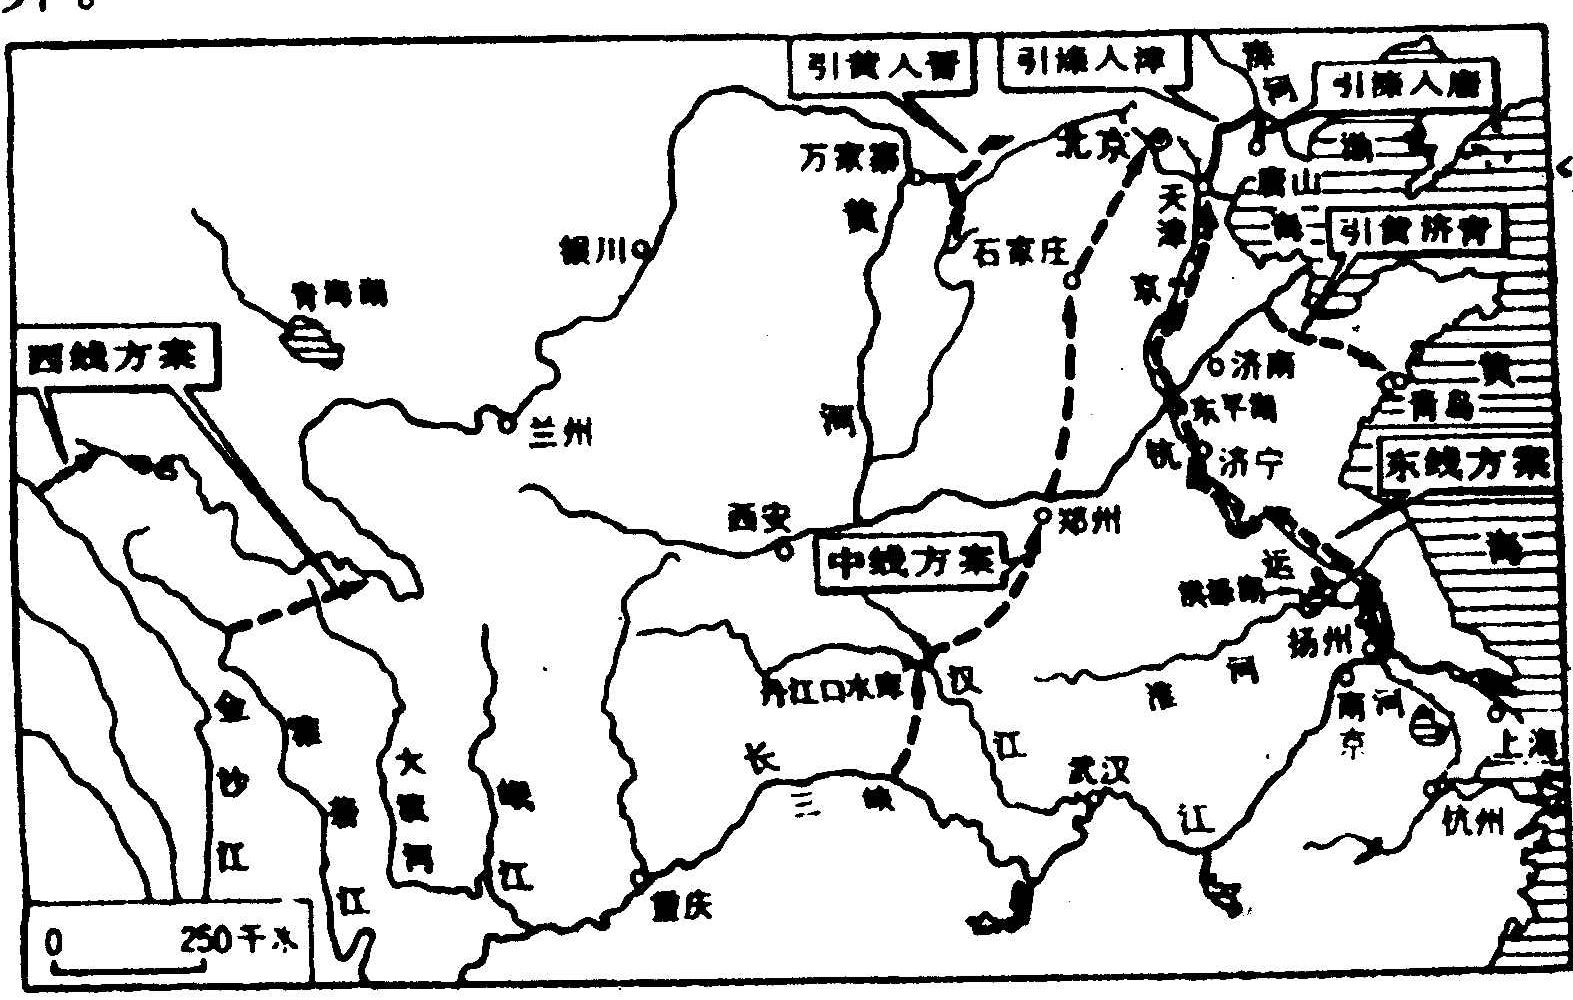 引黄入晋
引滦入津
滦河
引滦入唐
万家寨
北京
渤海
唐山
天津
黄河
银川
石家庄
引黄济青
青海湖
京杭运河
西线方案
济南
黄海
东平湖
青岛
兰州
济宁
东线方案
西安
郑州
中线方案
洪泽湖
扬州
丹江口水库
汉江
淮河
金沙江
雅砻江
大渡河
岷江
长江
三峡
武汉
南京
上海
杭州
重庆
0
250千米